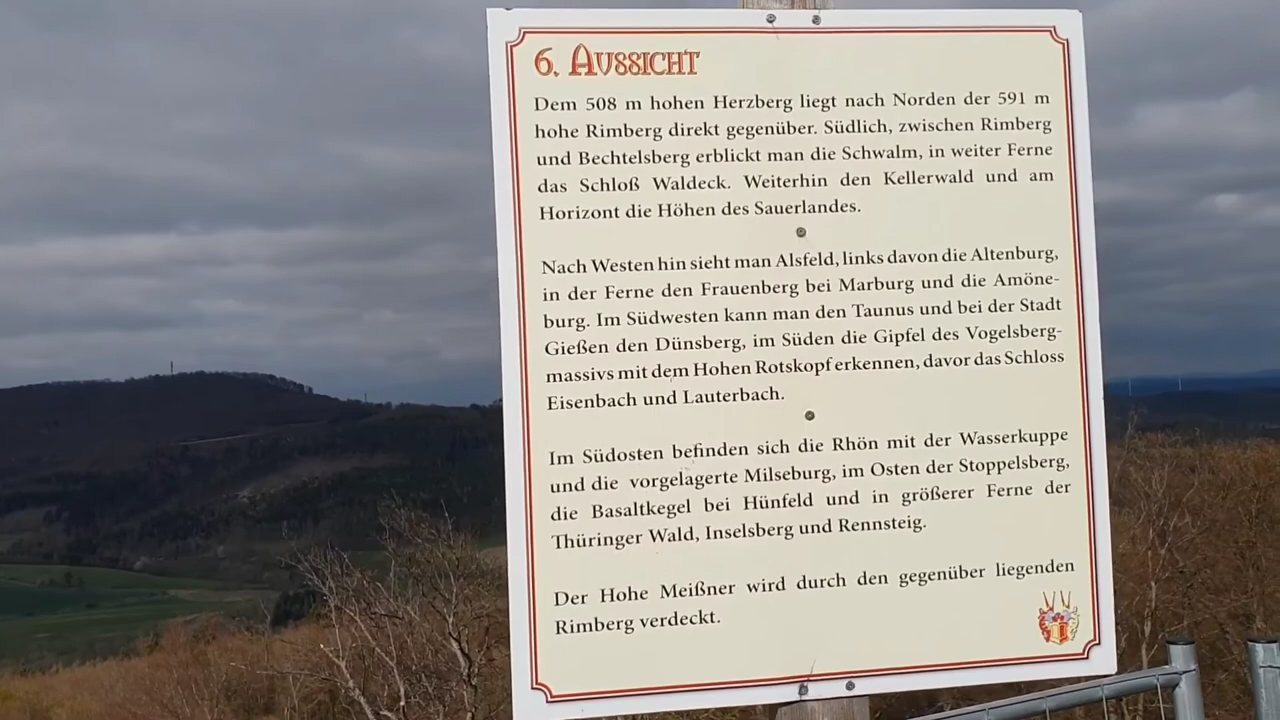 6. Aussicht
Dem 508 m hohen Herzberg liegt nach Norden der 591 m
hohe Rimberg direkt gegenüber. Südlich, zwischen Rimberg
und Bechtelsberg erblickt man die Schwalm, in weiter Ferne
das Schloß Waldeck. Weiterhin den Kellerwald und am
Horizont die Höhen des Sauerlandes.
Nach Westen hin sieht man Alsfeld, links davon die Altenburg,
in der Ferne den Frauenberg bei Marburg und die Amöne-
burg. Im Südwesten kann man den Taunus und bei der Stadt
Gießen den Dünsberg, im Süden die Gipfel des Vogelsberg-
massivs mit dem Hohen Rotskopf erkennen, davor das Schloss
Eisenbach und Lauterbach.
Im Südosten befinden sich die Rhön mit der Wasserkuppe
und die vorgelagerte Milseburg, im Osten der Stoppelsberg,
die Basaltkegel bei Hünfeld und in größerer Ferne der
Thüringer Wald, Inselsberg und Rennsteig.
Der Hohe Meißner wird durch den gegenüber liegenden
Rimberg verdeckt.